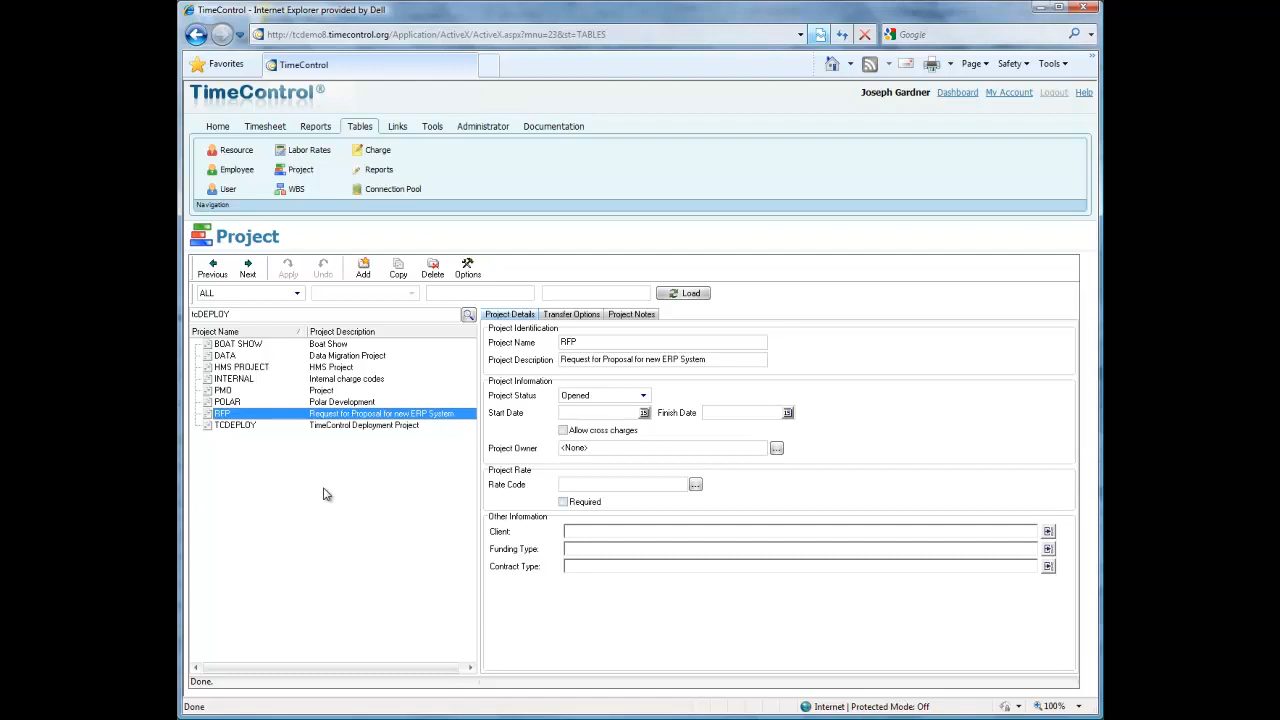 TimeControl - Internet Explorer provided by Dell
http://tcdemo8.timecontrol.org/Application/ActiveX/ActiveX.aspx?mnu=23&st=TABLES
Google
Favorites
TimeControl
Page
Safety
Tools
TimeControl®
Joseph Gardner
Dashboard
My Account
Logout
Help
Home
Timesheet
Reports
Tables
Links
Tools
Administrator
Documentation
Resource
Labor Rates
Charge
Employee
Project
Reports
User
WBS
Connection Pool
Navigation
Project
Previous
Next
Apply
Undo
Add
Copy
Delete
Options
ALL
Load
tcDEPLOY
Project Name
Project Description
BOAT SHOW
Boat Show
DATA
Data Migration Project
HMS PROJECT
HMS Project
INTERNAL
Internal charge codes
PMO
Project
POLAR
Polar Development
RFP
Request for Proposal for new ERP System
TCDEPLOY
TimeControl Deployment Project
Project Details
Transfer Options
Project Notes
Project Identification
Project Name
RFP
Project Description
Request for Proposal for new ERP System
Project Information
Project Status
Opened
Start Date
15
Finish Date
15
Allow cross charges
Project Owner
<None>
...
Project Rate
Rate Code
...
Required
Other Information
Client:
Funding Type:
Contract Type:
Done.
Done
Internet | Protected Mode: Off
100%